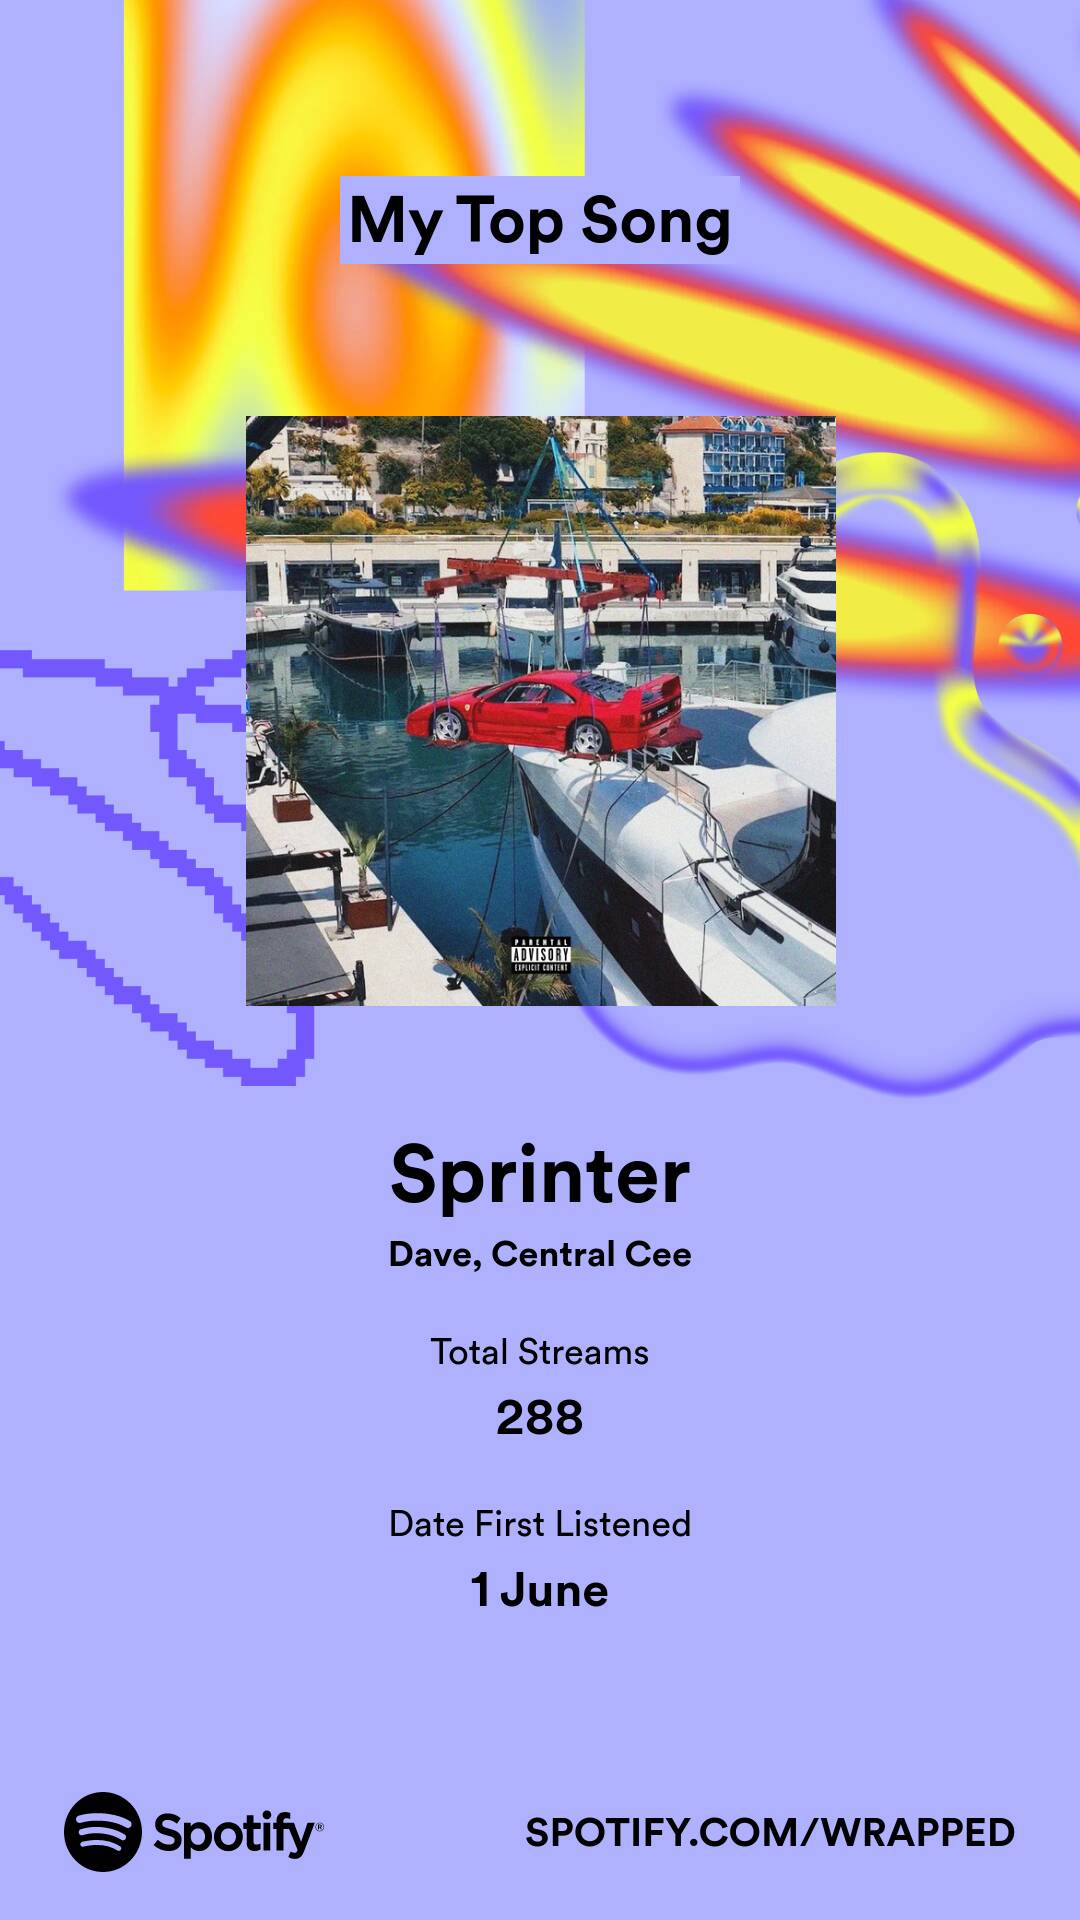 My Top Song
PARENTAL
ADVISORY
EXPLICIT CONTENT
Sprinter
Dave, Central Cee
Total Streams
288
Date First Listened
1 June
Spotify®
SPOTIFY.COM/WRAPPED